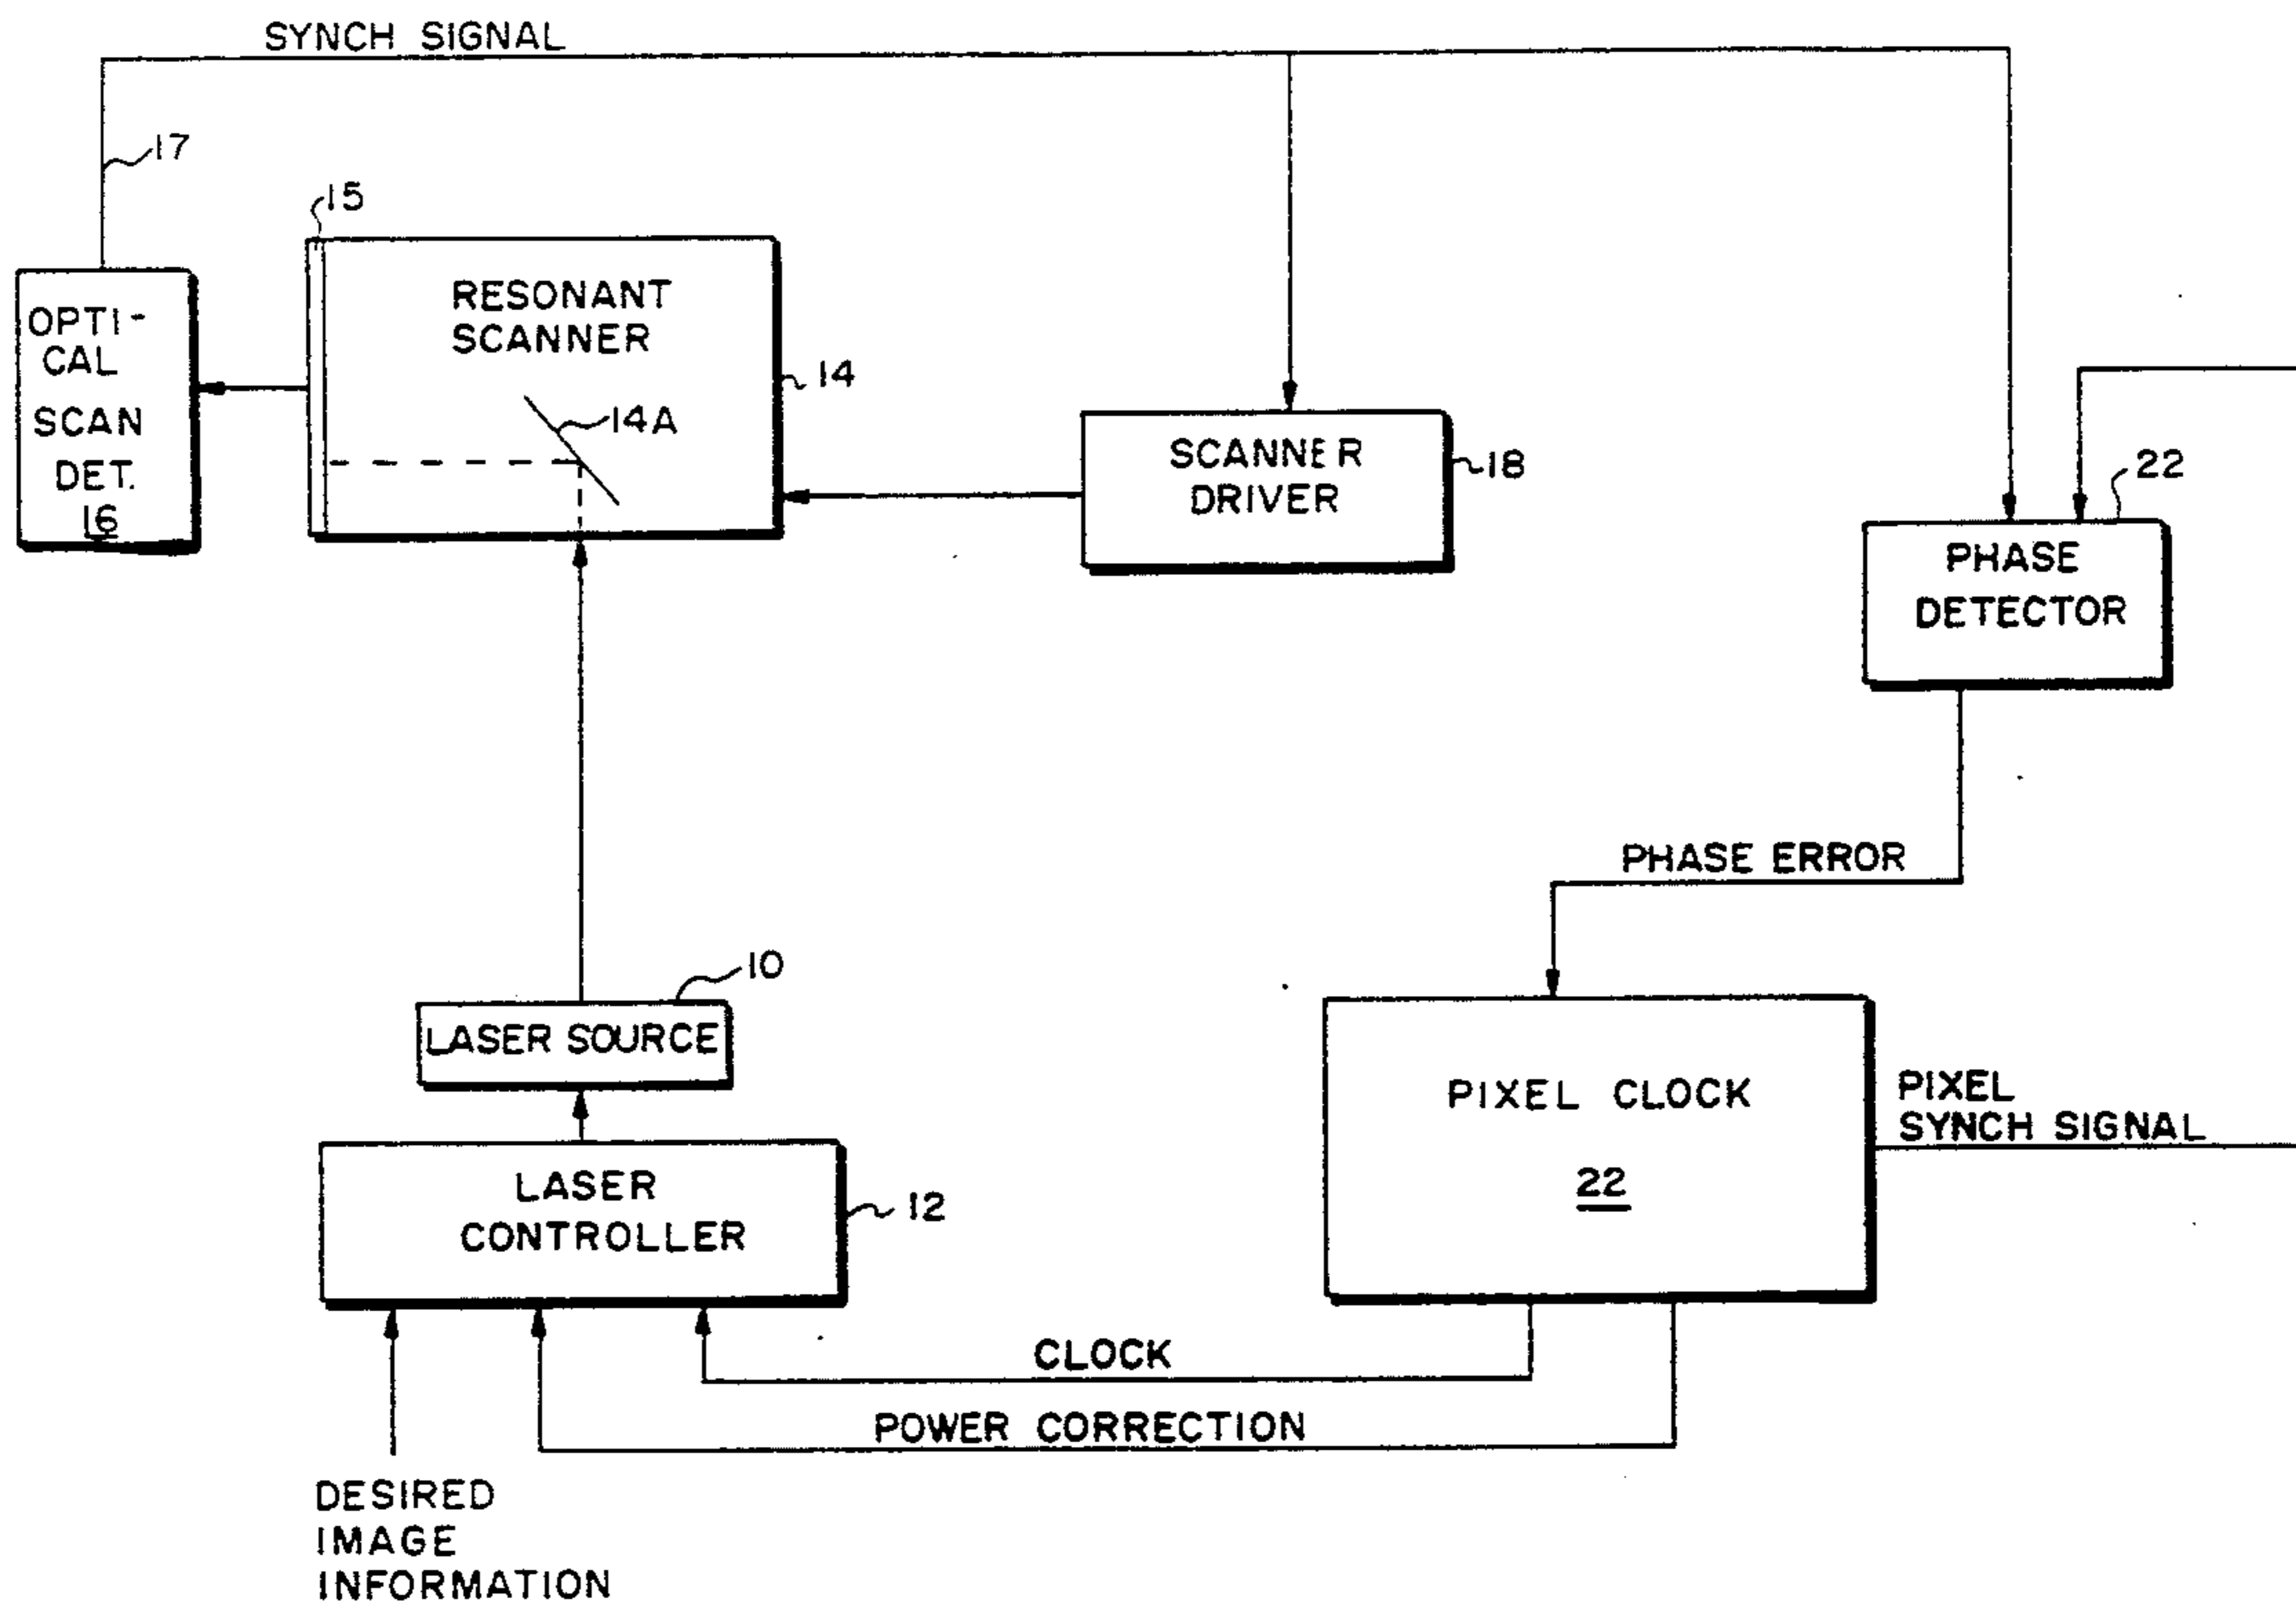 SYNCH SIGNAL
17
15
OPTI-
CAL
SCAN
DET.
16
RESONANT
SCANNER
14
14A
SCANNER
DRIVER
18
22
PHASE
DETECTOR
PHASE ERROR
10
LASER SOURCE
PIXEL CLOCK
22
PIXEL
SYNCH SIGNAL
LASER
CONTROLLER
12
CLOCK
POWER CORRECTION
DESIRED
IMAGE
INFORMATION